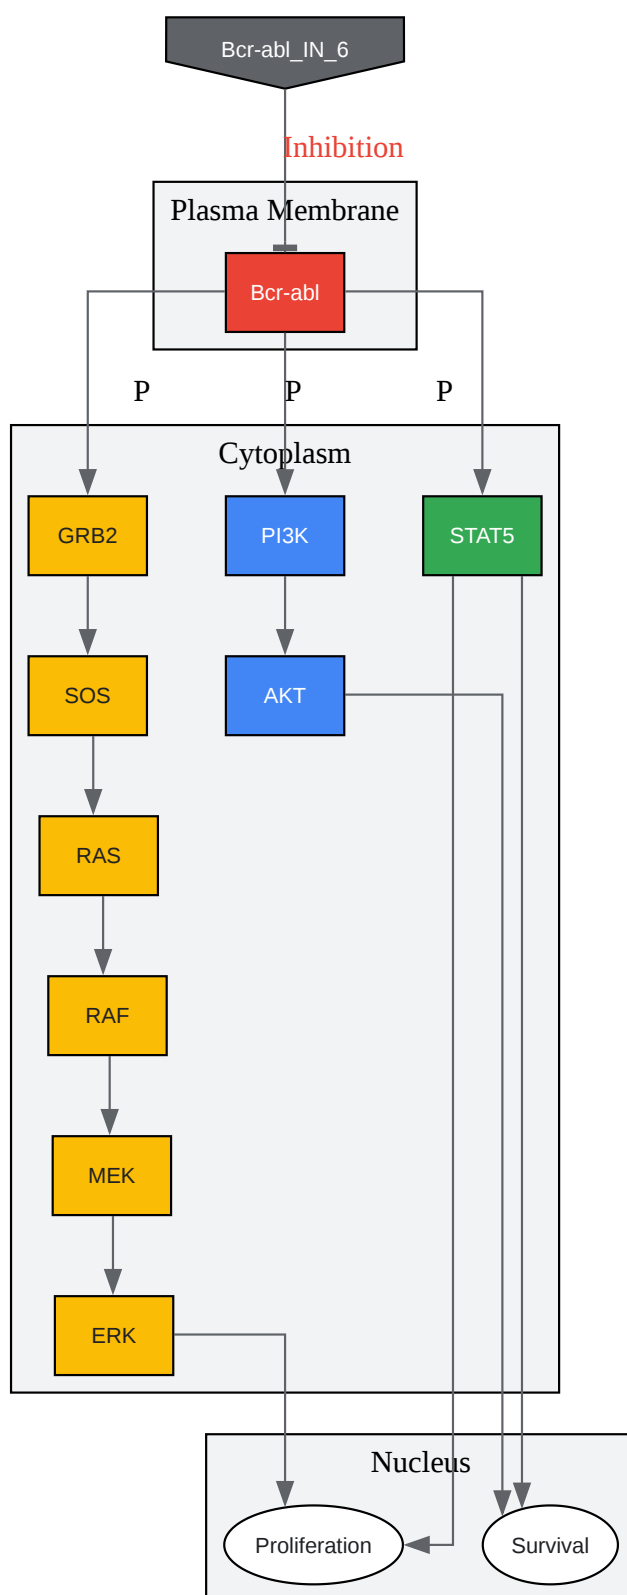 Bcr-abl_IN_6
Inhibition
Plasma Membrane
Bcr-abl
P P P
Cytoplasm
GRB2 PI3K STAT5
SOS AKT
RAS
RAF
MEK
ERK
Nucleus
Proliferation Survival